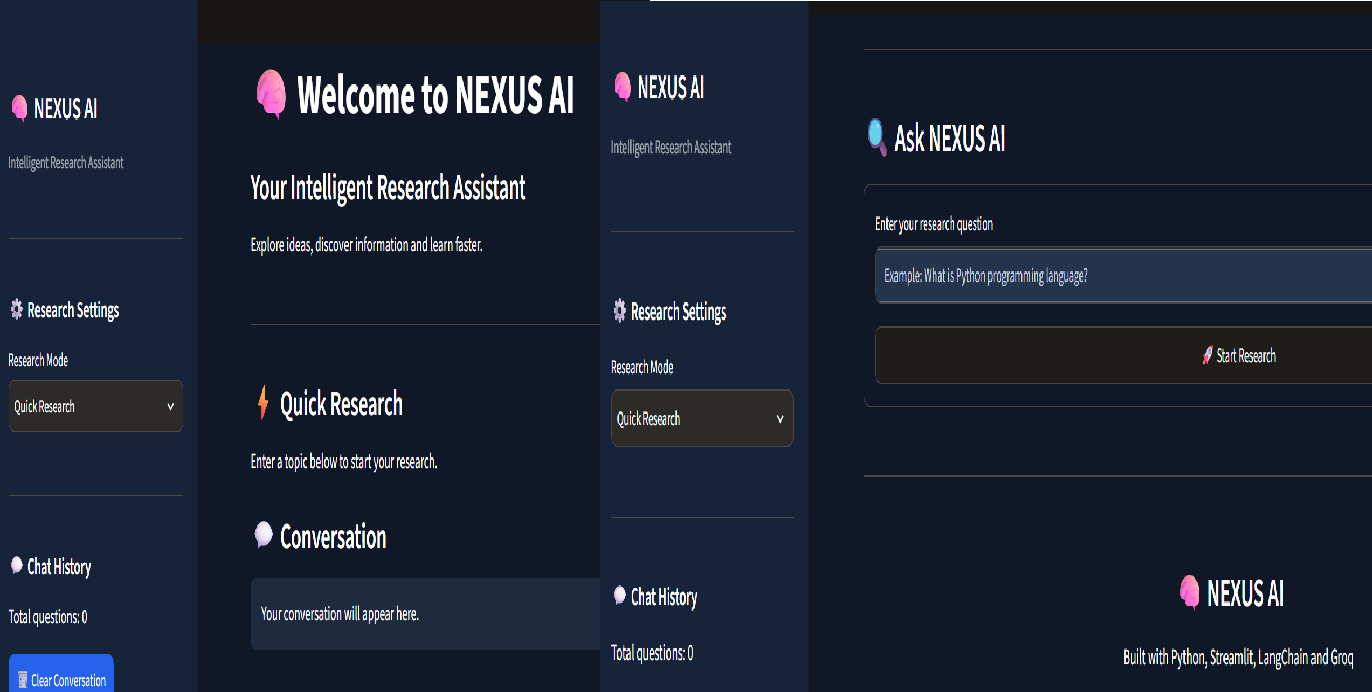 NEXUS AI
Intelligent Research Assistant
Research Settings
Research Mode
Quick Research
Chat History
Total questions: 0
Clear Conversation
Welcome to NEXUS AI
Your Intelligent Research Assistant
Explore ideas, discover information and learn faster.
Quick Research
Enter a topic below to start your research.
Conversation
Your conversation will appear here.
NEXUS AI
Intelligent Research Assistant
Research Settings
Research Mode
Quick Research
Chat History
Total questions: 0
Ask NEXUS AI
Enter your research question
Example: What is Python programming language?
Start Research
NEXUS AI
Built with Python, Streamlit, LangChain and Groq